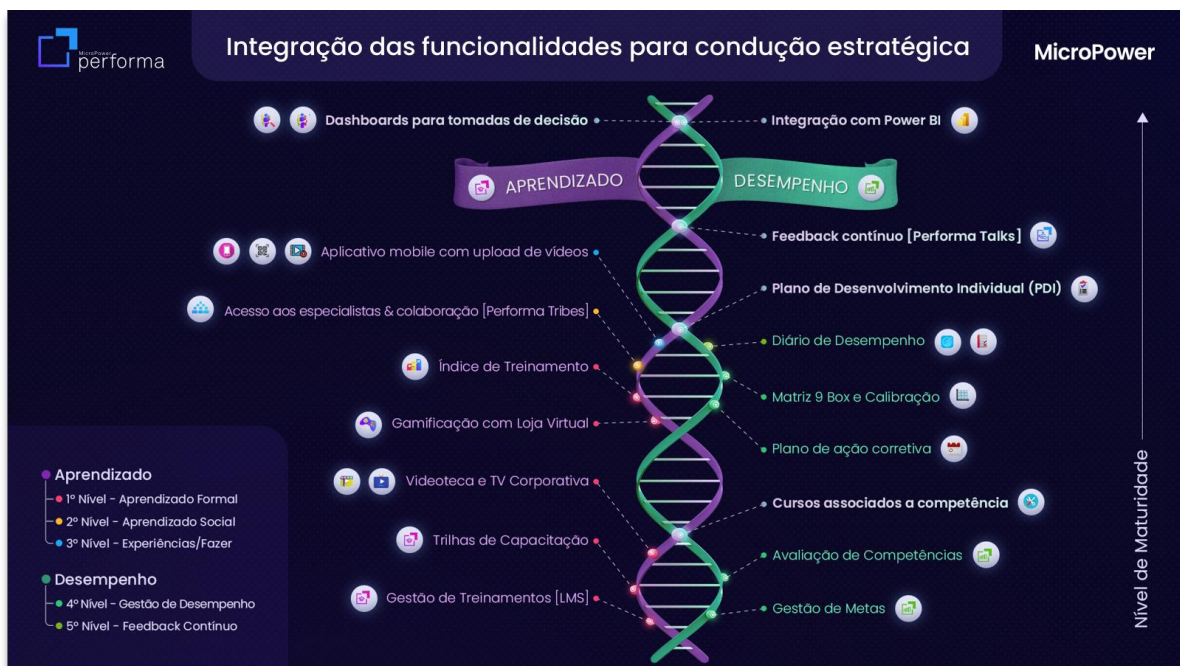 MicroPower
performa
Integração das funcionalidades para condução estratégica
MicroPower
Dashboards para tomadas de decisão
Integração com Power BI
APRENDIZADO
DESEMPENHO
Feedback contínuo [Performa Talks]
Aplicativo mobile com upload de vídeos
Plano de Desenvolvimento Individual (PDI)
Acesso aos especialistas & colaboração [Performa Tribes]
Diário de Desempenho
Índice de Treinamento
Matriz 9 Box e Calibração
Gamificação com Loja Virtual
Plano de ação corretiva
Videoteca e TV Corporativa
Cursos associados a competência
Trilhas de Capacitação
Avaliação de Competências
Gestão de Treinamentos [LMS]
Gestão de Metas
Nível de Maturidade
Aprendizado
1º Nível - Aprendizado Formal
2º Nível - Aprendizado Social
3º Nível - Experiências/Fazer
Desempenho
4º Nível - Gestão de Desempenho
5º Nível - Feedback Contínuo